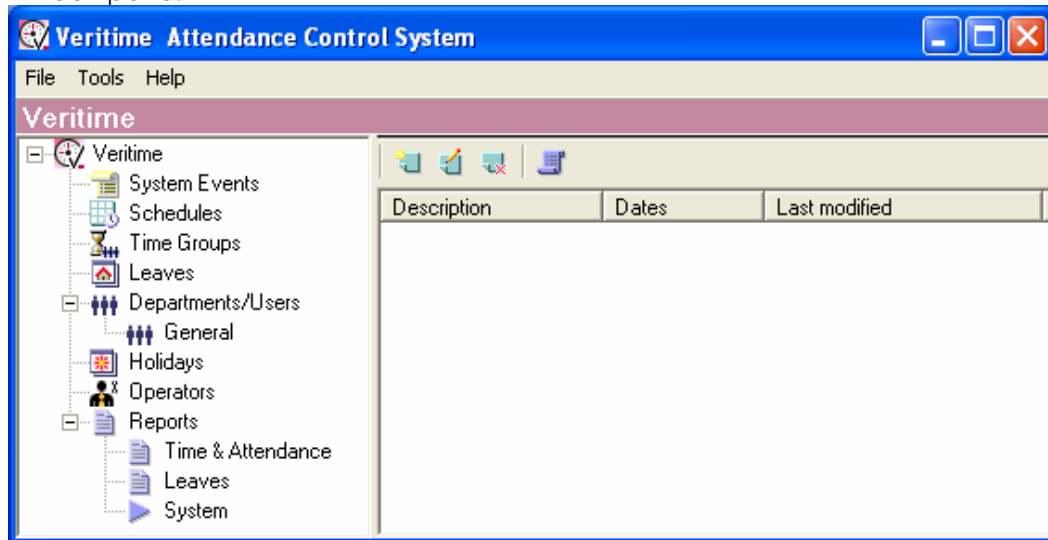 Veritime Attendance Control System
File Tools Help
Veritime
Veritime
System Events
Schedules
Time Groups
Leaves
Departments/Users
General
Holidays
Operators
Reports
Time & Attendance
Leaves
System
Description Dates Last modified